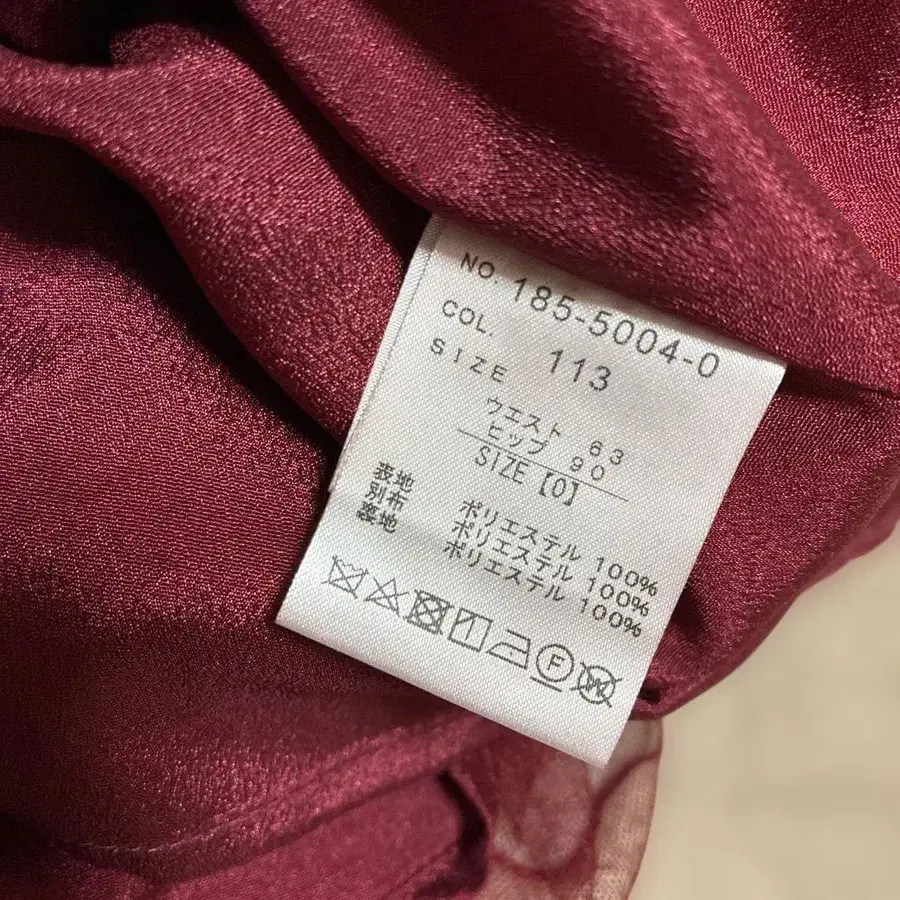 NO. 185-5004-0
COL. 113
SIZE
ウエスト 63
ヒップ 90
SIZE【0】
表地 ポリエステル 100%
別布 ポリエステル 100%
裏地 ポリエステル 100%
F
W